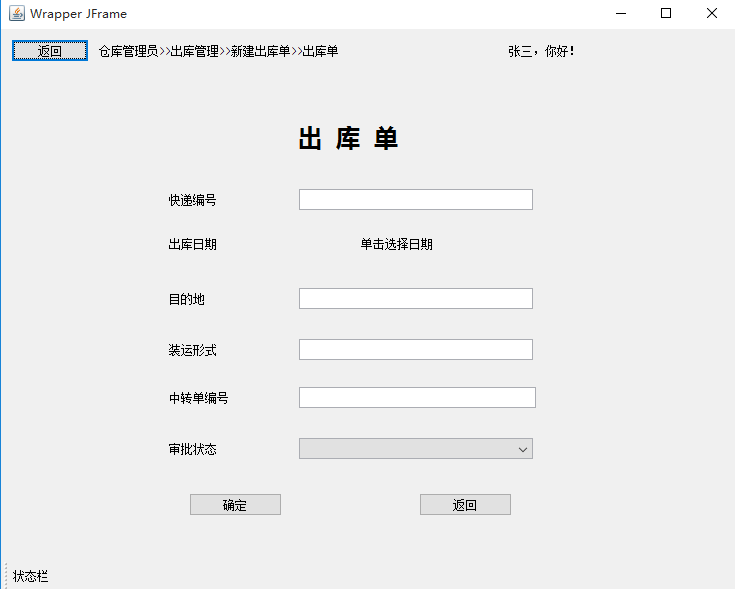 Wrapper JFrame
返回 仓库管理员>>出库管理>>新建出库单>>出库单 张三，你好！
出 库 单
快递编号
出库日期 单击选择日期
目的地
装运形式
中转单编号
审批状态
确定 返回
状态栏